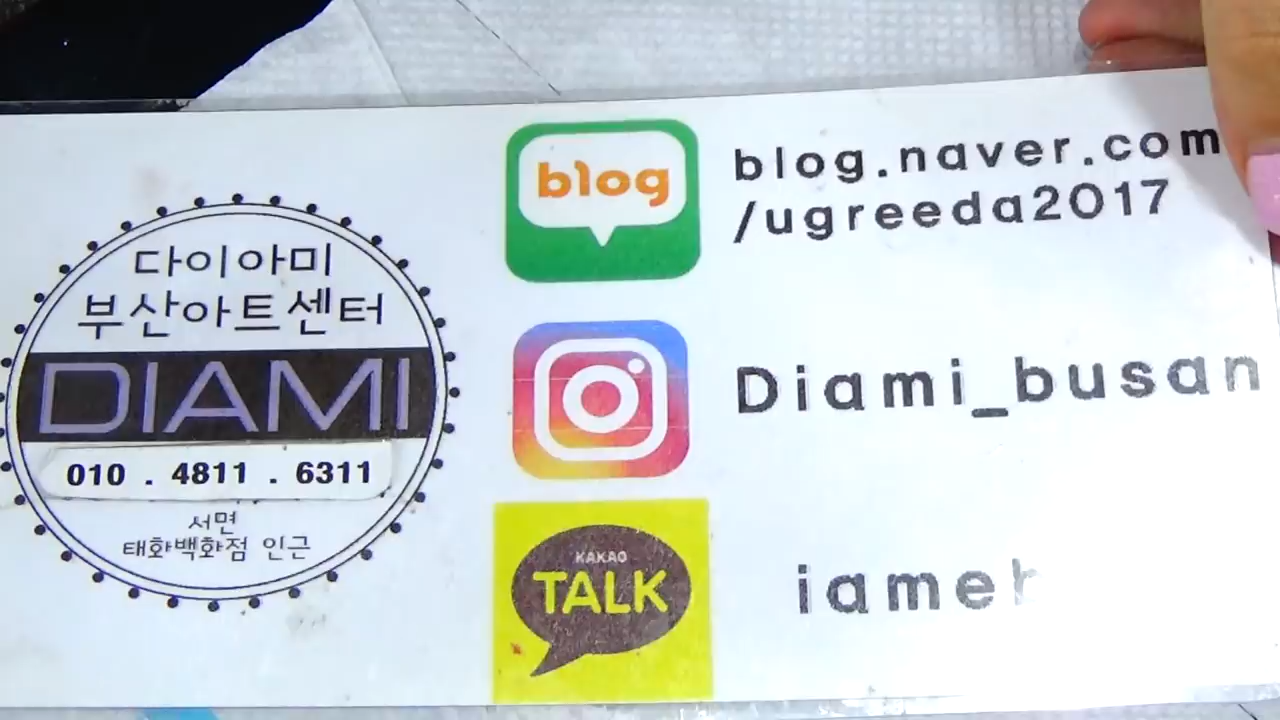 다이아미
부산아트센터
DIAMI
010 . 4811 . 6311
서면
태화백화점 인근
blog
blog.naver.com
/ugreeda2017
Diami_busan
KAKAO
TALK